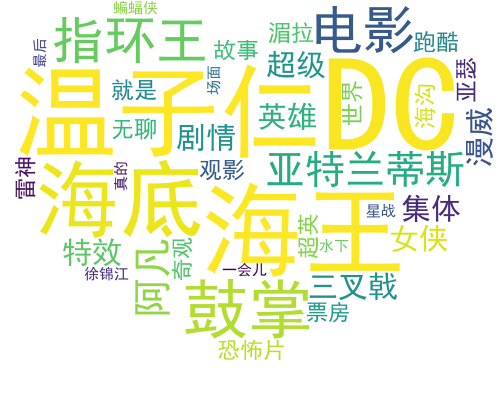 蝙蝠侠
指环王
电影
最后
故事
湄拉
跑酷
温子仁
DC
超级
场面
就是
世界
海沟
亚瑟
漫威
无聊
剧情
英雄
雷神
真的
观影
亚特兰蒂斯
海底
海王
星战
集体
女侠
特效
奇观
阿凡
超英
水下
徐锦江
一会儿
三叉戟
鼓掌
票房
恐怖片